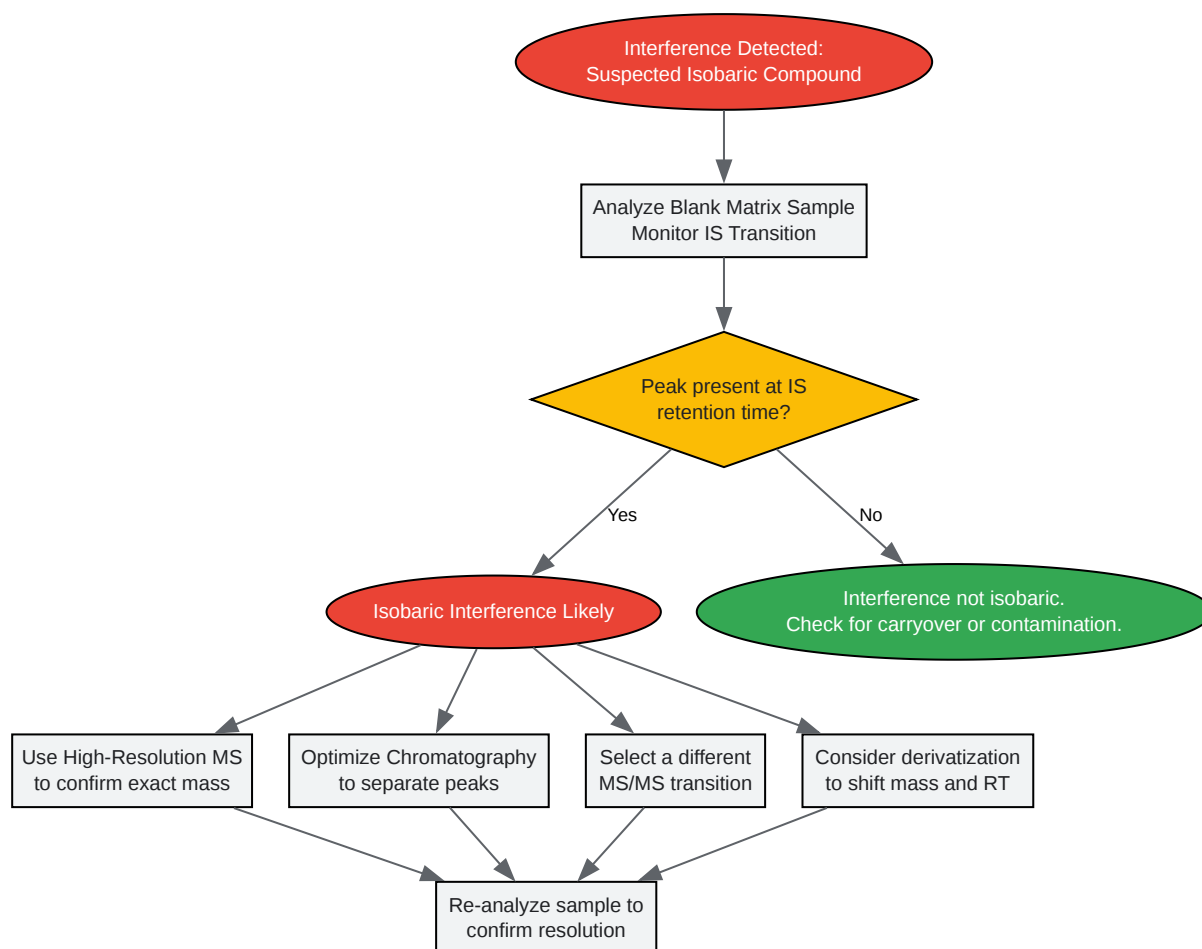 Interference Detected:
Suspected Isobaric Compound
Analyze Blank Matrix Sample
Monitor IS Transition
Peak present at IS
retention time?
Yes
No
Isobaric Interference Likely
Interference not isobaric.
Check for carryover or contamination.
Use High-Resolution MS
to confirm exact mass
Optimize Chromatography
to separate peaks
Select a different
MS/MS transition
Consider derivatization
to shift mass and RT
Re-analyze sample to
confirm resolution